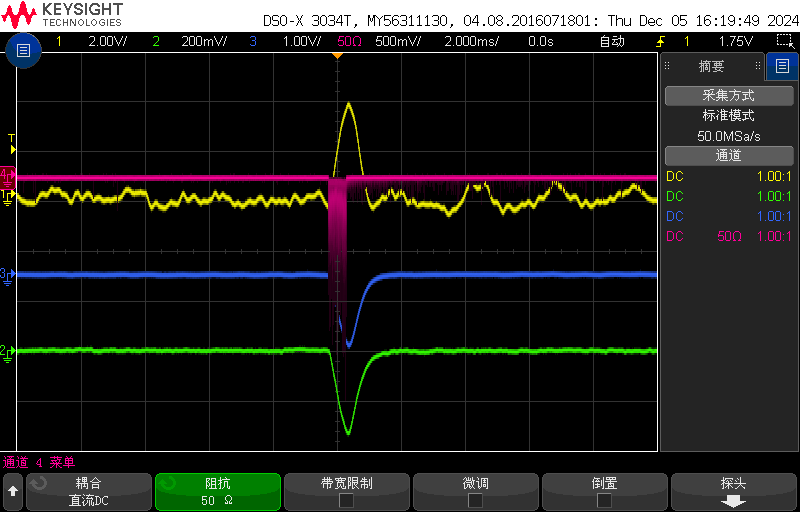 KEYSIGHT
TECHNOLOGIES
DSO-X 3034T, MY56311130, 04.08.2016071801: Thu Dec 05 16:19:49 2024
1 2.00V/ 2 200mV/ 3 1.00V/ 50Ω 500mV/ 2.000ms/ 0.0s 自动 1 1.75V
摘要
采集方式
标准模式
50.0MSa/s
通道
DC 1.00:1
DC 1.00:1
DC 1.00:1
DC 50Ω 1.00:1
T
4
1
3
2
通道 4 菜单
耦合
直流DC
阻抗
50 Ω
带宽限制
微调
倒置
探头